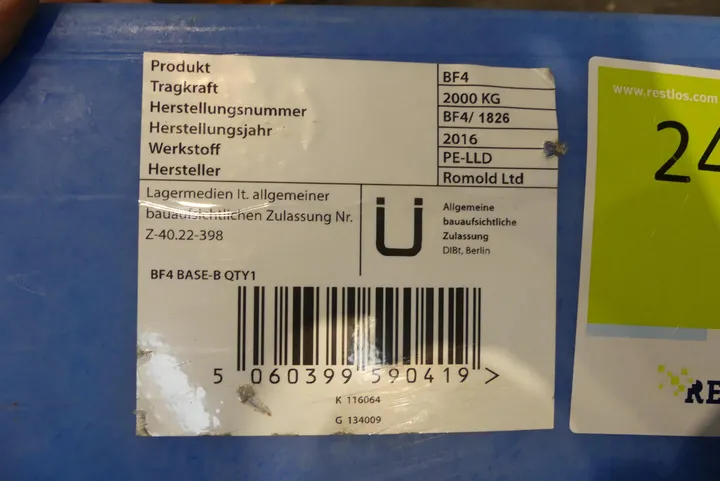 Produkt BF4
Tragkraft 2000 KG
Herstellungsnummer BF4/ 1826
Herstellungsjahr 2016
Werkstoff PE-LLD
Hersteller Romold Ltd
Lagermedien lt. allgemeiner
bauaufsichtlichen Zulassung Nr.
Z-40.22-398
Ü
Allgemeine
bauaufsichtliche
Zulassung
DIBt, Berlin
BF4 BASE-B QTY1
5 060399 590419 >
K 116064
G 134009
www.restlos.com
24
RE